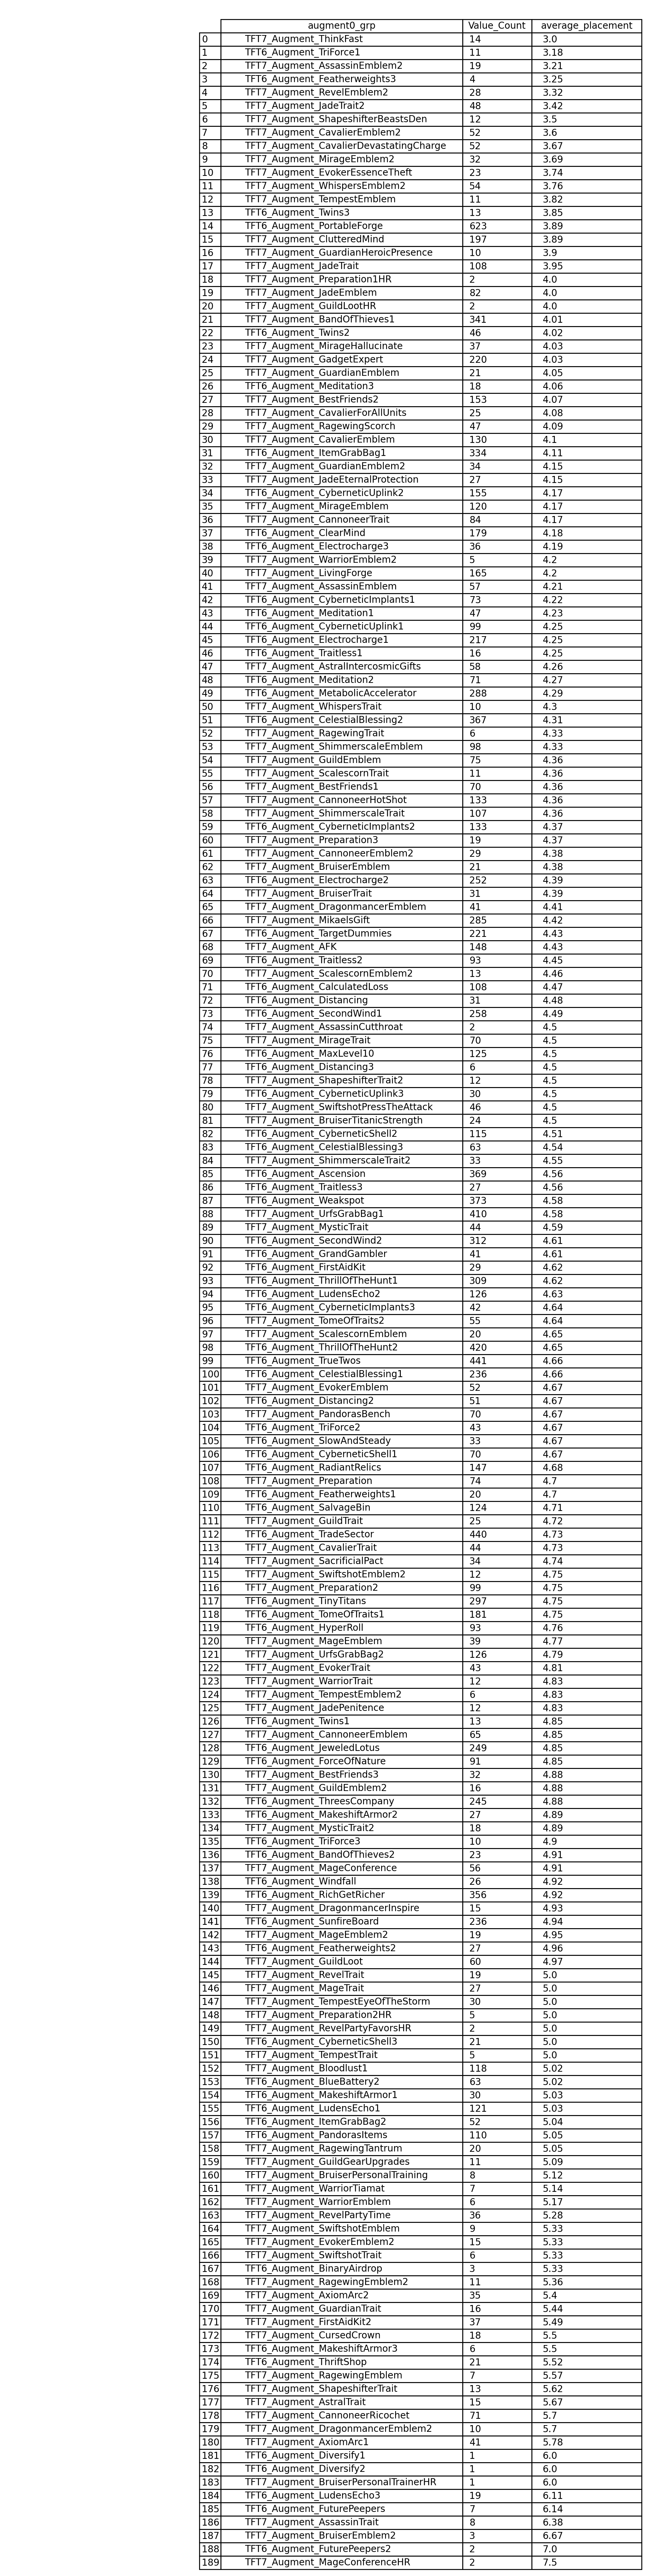 augment0_grp Value_Count average_placement
0 TFT7_Augment_ThinkFast 14 3.0
1 TFT6_Augment_TriForce1 11 3.18
2 TFT7_Augment_AssassinEmblem2 19 3.21
3 TFT6_Augment_Featherweights3 4 3.25
4 TFT7_Augment_RevelEmblem2 28 3.32
5 TFT7_Augment_JadeTrait2 48 3.42
6 TFT7_Augment_ShapeshifterBeastsDen 12 3.5
7 TFT7_Augment_CavalierEmblem2 52 3.6
8 TFT7_Augment_CavalierDevastatingCharge 52 3.67
9 TFT7_Augment_MirageEmblem2 32 3.69
10 TFT7_Augment_EvokerEssenceTheft 23 3.74
11 TFT7_Augment_WhispersEmblem2 54 3.76
12 TFT7_Augment_TempestEmblem 11 3.82
13 TFT6_Augment_Twins3 13 3.85
14 TFT6_Augment_PortableForge 623 3.89
15 TFT7_Augment_ClutteredMind 197 3.89
16 TFT7_Augment_GuardianHeroicPresence 10 3.9
17 TFT7_Augment_JadeTrait 108 3.95
18 TFT7_Augment_Preparation1HR 2 4.0
19 TFT7_Augment_JadeEmblem 82 4.0
20 TFT7_Augment_GuildLootHR 2 4.0
21 TFT7_Augment_BandOfThieves1 341 4.01
22 TFT6_Augment_Twins2 46 4.02
23 TFT7_Augment_MirageHallucinate 37 4.03
24 TFT7_Augment_GadgetExpert 220 4.03
25 TFT7_Augment_GuardianEmblem 21 4.05
26 TFT6_Augment_Meditation3 18 4.06
27 TFT7_Augment_BestFriends2 153 4.07
28 TFT7_Augment_CavalierForAllUnits 25 4.08
29 TFT7_Augment_RagewingScorch 47 4.09
30 TFT7_Augment_CavalierEmblem 130 4.1
31 TFT6_Augment_ItemGrabBag1 334 4.11
32 TFT7_Augment_GuardianEmblem2 34 4.15
33 TFT7_Augment_JadeEternalProtection 27 4.15
34 TFT6_Augment_CyberneticUplink2 155 4.17
35 TFT7_Augment_MirageEmblem 120 4.17
36 TFT7_Augment_CannoneerTrait 84 4.17
37 TFT6_Augment_ClearMind 179 4.18
38 TFT6_Augment_Electrocharge3 36 4.19
39 TFT7_Augment_WarriorEmblem2 5 4.2
40 TFT7_Augment_LivingForge 165 4.2
41 TFT7_Augment_AssassinEmblem 57 4.21
42 TFT6_Augment_CyberneticImplants1 73 4.22
43 TFT6_Augment_Meditation1 47 4.23
44 TFT6_Augment_CyberneticUplink1 99 4.25
45 TFT6_Augment_Electrocharge1 217 4.25
46 TFT6_Augment_Traitless1 16 4.25
47 TFT7_Augment_AstralIntercosmicGifts 58 4.26
48 TFT6_Augment_Meditation2 71 4.27
49 TFT6_Augment_MetabolicAccelerator 288 4.29
50 TFT7_Augment_WhispersTrait 10 4.3
51 TFT6_Augment_CelestialBlessing2 367 4.31
52 TFT7_Augment_RagewingTrait 6 4.33
53 TFT7_Augment_ShimmerscaleEmblem 98 4.33
54 TFT7_Augment_GuildEmblem 75 4.36
55 TFT7_Augment_ScalescornTrait 11 4.36
56 TFT7_Augment_BestFriends1 70 4.36
57 TFT7_Augment_CannoneerHotShot 133 4.36
58 TFT7_Augment_ShimmerscaleTrait 107 4.36
59 TFT6_Augment_CyberneticImplants2 133 4.37
60 TFT7_Augment_Preparation3 19 4.37
61 TFT7_Augment_CannoneerEmblem2 29 4.38
62 TFT7_Augment_BruiserEmblem 21 4.38
63 TFT6_Augment_Electrocharge2 252 4.39
64 TFT7_Augment_BruiserTrait 31 4.39
65 TFT7_Augment_DragonmancerEmblem 41 4.41
66 TFT7_Augment_MikaelsGift 285 4.42
67 TFT6_Augment_TargetDummies 221 4.43
68 TFT7_Augment_AFK 148 4.43
69 TFT6_Augment_Traitless2 93 4.45
70 TFT7_Augment_ScalescornEmblem2 13 4.46
71 TFT6_Augment_CalculatedLoss 108 4.47
72 TFT6_Augment_Distancing 31 4.48
73 TFT6_Augment_SecondWind1 258 4.49
74 TFT7_Augment_AssassinCutthroat 2 4.5
75 TFT7_Augment_MirageTrait 70 4.5
76 TFT6_Augment_MaxLevel10 125 4.5
77 TFT6_Augment_Distancing3 6 4.5
78 TFT7_Augment_ShapeshifterTrait2 12 4.5
79 TFT6_Augment_CyberneticUplink3 30 4.5
80 TFT7_Augment_SwiftshotPressTheAttack 46 4.5
81 TFT7_Augment_BruiserTitanicStrength 24 4.5
82 TFT6_Augment_CyberneticShell2 115 4.51
83 TFT6_Augment_CelestialBlessing3 63 4.54
84 TFT7_Augment_ShimmerscaleTrait2 33 4.55
85 TFT6_Augment_Ascension 369 4.56
86 TFT6_Augment_Traitless3 27 4.56
87 TFT6_Augment_Weakspot 373 4.58
88 TFT7_Augment_UrfsGrabBag1 410 4.58
89 TFT7_Augment_MysticTrait 44 4.59
90 TFT6_Augment_SecondWind2 312 4.61
91 TFT6_Augment_GrandGambler 41 4.61
92 TFT6_Augment_FirstAidKit 29 4.62
93 TFT6_Augment_ThrillOfTheHunt1 309 4.62
94 TFT6_Augment_LudensEcho2 126 4.63
95 TFT6_Augment_CyberneticImplants3 42 4.64
96 TFT7_Augment_TomeOfTraits2 55 4.64
97 TFT7_Augment_ScalescornEmblem 20 4.65
98 TFT6_Augment_ThrillOfTheHunt2 420 4.65
99 TFT6_Augment_TrueTwos 441 4.66
100 TFT6_Augment_CelestialBlessing1 236 4.66
101 TFT7_Augment_EvokerEmblem 52 4.67
102 TFT6_Augment_Distancing2 51 4.67
103 TFT7_Augment_PandorasBench 70 4.67
104 TFT6_Augment_TriForce2 43 4.67
105 TFT6_Augment_SlowAndSteady 33 4.67
106 TFT6_Augment_CyberneticShell1 70 4.67
107 TFT6_Augment_RadiantRelics 147 4.68
108 TFT7_Augment_Preparation 74 4.7
109 TFT6_Augment_Featherweights1 20 4.7
110 TFT6_Augment_SalvageBin 124 4.71
111 TFT7_Augment_GuildTrait 25 4.72
112 TFT6_Augment_TradeSector 440 4.73
113 TFT7_Augment_CavalierTrait 44 4.73
114 TFT7_Augment_SacrificialPact 34 4.74
115 TFT7_Augment_SwiftshotEmblem2 12 4.75
116 TFT7_Augment_Preparation2 99 4.75
117 TFT6_Augment_TinyTitans 297 4.75
118 TFT6_Augment_TomeOfTraits1 181 4.75
119 TFT6_Augment_HyperRoll 93 4.76
120 TFT7_Augment_MageEmblem 39 4.77
121 TFT7_Augment_UrfsGrabBag2 126 4.79
122 TFT7_Augment_EvokerTrait 43 4.81
123 TFT7_Augment_WarriorTrait 12 4.83
124 TFT7_Augment_TempestEmblem2 6 4.83
125 TFT7_Augment_JadePenitence 12 4.83
126 TFT6_Augment_Twins1 13 4.85
127 TFT7_Augment_CannoneerEmblem 65 4.85
128 TFT6_Augment_JeweledLotus 249 4.85
129 TFT6_Augment_ForceOfNature 91 4.85
130 TFT7_Augment_BestFriends3 32 4.88
131 TFT7_Augment_GuildEmblem2 16 4.88
132 TFT6_Augment_ThreesCompany 245 4.88
133 TFT6_Augment_MakeshiftArmor2 27 4.89
134 TFT7_Augment_MysticTrait2 18 4.89
135 TFT6_Augment_TriForce3 10 4.9
136 TFT6_Augment_BandOfThieves2 23 4.91
137 TFT7_Augment_MageConference 56 4.91
138 TFT6_Augment_Windfall 26 4.92
139 TFT6_Augment_RichGetRicher 356 4.92
140 TFT7_Augment_DragonmancerInspire 15 4.93
141 TFT6_Augment_SunfireBoard 236 4.94
142 TFT7_Augment_MageEmblem2 19 4.95
143 TFT6_Augment_Featherweights2 27 4.96
144 TFT7_Augment_GuildLoot 60 4.97
145 TFT7_Augment_RevelTrait 19 5.0
146 TFT7_Augment_MageTrait 27 5.0
147 TFT7_Augment_TempestEyeOfTheStorm 30 5.0
148 TFT7_Augment_Preparation2HR 5 5.0
149 TFT7_Augment_RevelPartyFavorsHR 2 5.0
150 TFT6_Augment_CyberneticShell3 21 5.0
151 TFT7_Augment_TempestTrait 5 5.0
152 TFT7_Augment_Bloodlust1 118 5.02
153 TFT6_Augment_BlueBattery2 63 5.02
154 TFT6_Augment_MakeshiftArmor1 30 5.03
155 TFT6_Augment_LudensEcho1 121 5.03
156 TFT6_Augment_ItemGrabBag2 52 5.04
157 TFT6_Augment_PandorasItems 110 5.05
158 TFT7_Augment_RagewingTantrum 20 5.05
159 TFT7_Augment_GuildGearUpgrades 11 5.09
160 TFT7_Augment_BruiserPersonalTraining 8 5.12
161 TFT7_Augment_WarriorTiamat 7 5.14
162 TFT7_Augment_WarriorEmblem 6 5.17
163 TFT7_Augment_RevelPartyTime 36 5.28
164 TFT7_Augment_SwiftshotEmblem 9 5.33
165 TFT7_Augment_EvokerEmblem2 15 5.33
166 TFT7_Augment_SwiftshotTrait 6 5.33
167 TFT6_Augment_BinaryAirdrop 3 5.33
168 TFT7_Augment_RagewingEmblem2 11 5.36
169 TFT7_Augment_AxiomArc2 35 5.4
170 TFT7_Augment_GuardianTrait 16 5.44
171 TFT7_Augment_FirstAidKit2 37 5.49
172 TFT7_Augment_CursedCrown 18 5.5
173 TFT6_Augment_MakeshiftArmor3 6 5.5
174 TFT6_Augment_ThriftShop 21 5.52
175 TFT7_Augment_RagewingEmblem 7 5.57
176 TFT7_Augment_ShapeshifterTrait 13 5.62
177 TFT7_Augment_AstralTrait 15 5.67
178 TFT7_Augment_CannoneerRicochet 71 5.7
179 TFT7_Augment_DragonmancerEmblem2 10 5.7
180 TFT7_Augment_AxiomArc1 41 5.78
181 TFT6_Augment_Diversify1 1 6.0
182 TFT6_Augment_Diversify2 1 6.0
183 TFT7_Augment_BruiserPersonalTrainerHR 1 6.0
184 TFT6_Augment_LudensEcho3 19 6.11
185 TFT6_Augment_FuturePeepers 7 6.14
186 TFT7_Augment_AssassinTrait 8 6.38
187 TFT7_Augment_BruiserEmblem2 3 6.67
188 TFT6_Augment_FuturePeepers2 2 7.0
189 TFT7_Augment_MageConferenceHR 2 7.5